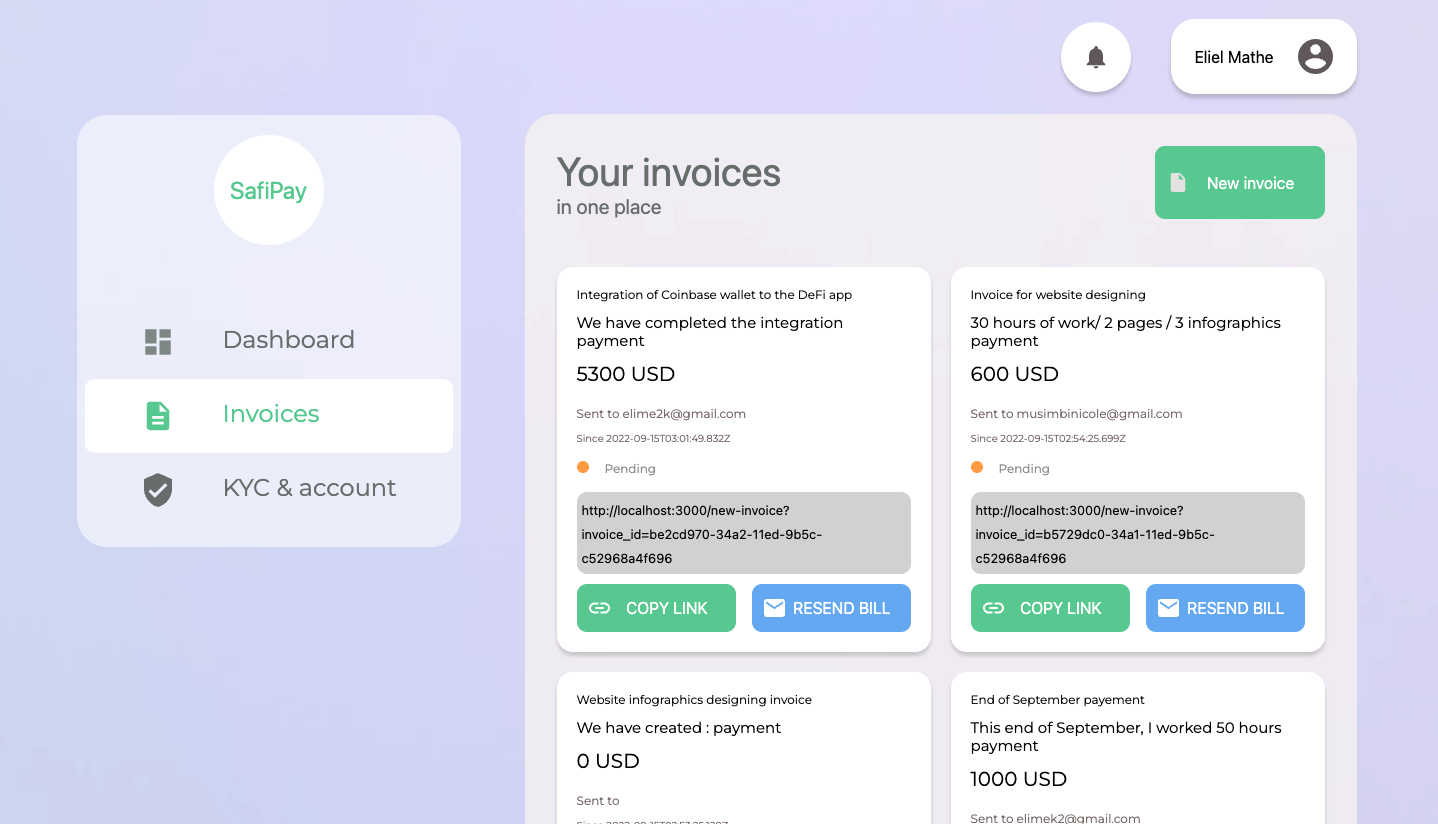 Eliel Mathe
SafiPay
Dashboard
Invoices
KYC & account
Your invoices
in one place
New invoice
Integration of Coinbase wallet to the DeFi app
We have completed the integration
payment
5300 USD
Sent to elime2k@gmail.com
Since 2022-09-15T03:01:49.832Z
Pending
http://localhost:3000/new-invoice?
invoice_id=be2cd970-34a2-11ed-9b5c-
c52968a4f696
COPY LINK
RESEND BILL
Invoice for website designing
30 hours of work/ 2 pages / 3 infographics
payment
600 USD
Sent to musimbinicole@gmail.com
Since 2022-09-15T02:54:25.699Z
Pending
http://localhost:3000/new-invoice?
invoice_id=b5729dc0-34a1-11ed-9b5c-
c52968a4f696
COPY LINK
RESEND BILL
Website infographics designing invoice
We have created : payment
0 USD
Sent to
End of September payement
This end of September, I worked 50 hours
payment
1000 USD
Sent to elimek2@gmail.com